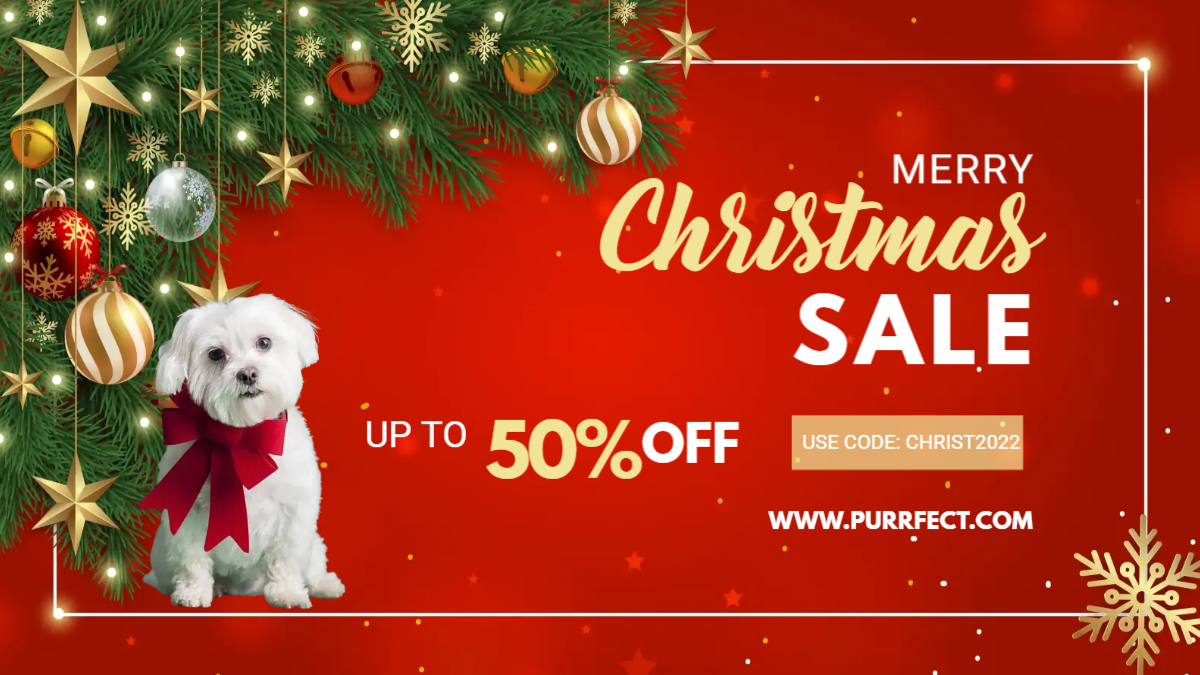 MERRY
Christmas
SALE
UP TO 50% OFF
USE CODE: CHRIST2022
WWW.PURRFECT.COM